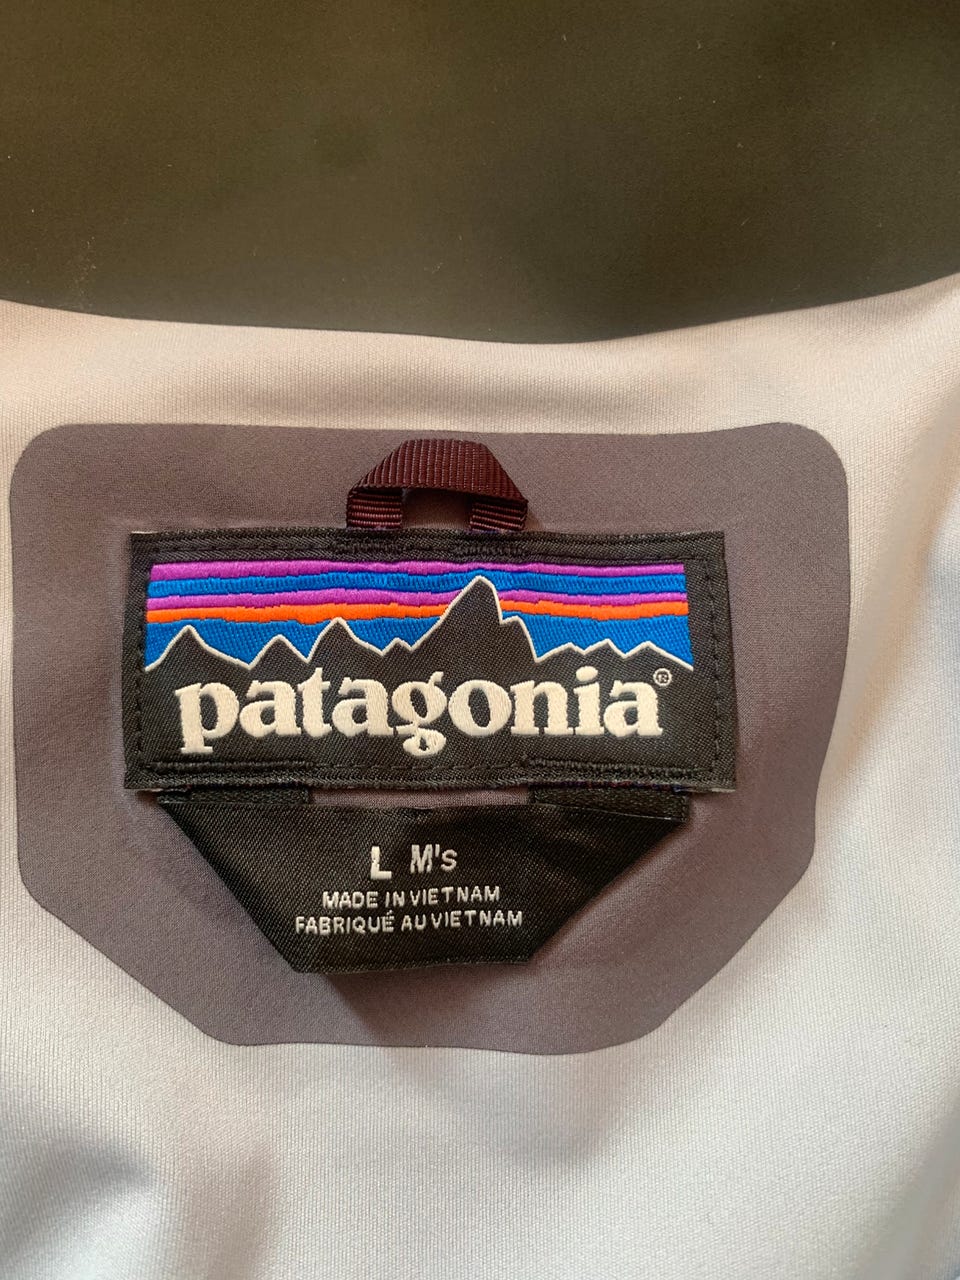 patagonia®
L M's
MADE IN VIETNAM
FABRIQUÉ AU VIETNAM